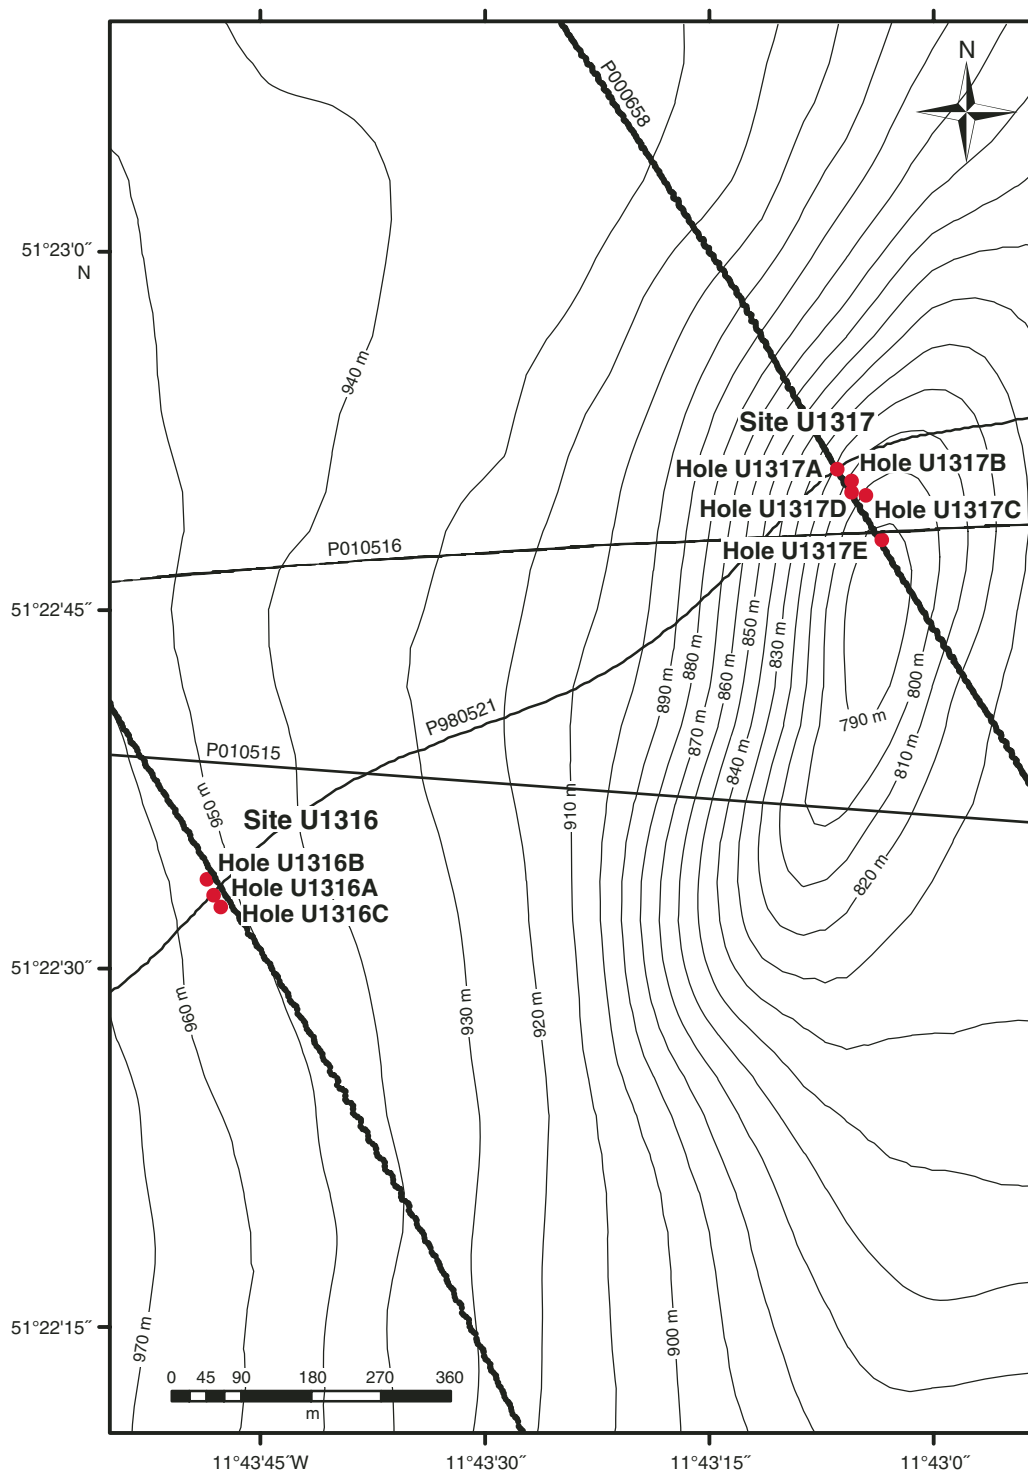 N
P000658
51°23'0″
N
940 m
Site U1317
Hole U1317A
Hole U1317B
Hole U1317D
Hole U1317C
P010516
Hole U1317E
51°22'45″
850 m
830 m
880 m
860 m
890 m
800 m
P980521
790 m
870 m
840 m
810 m
P010515
950 m
910 m
Site U1316
Hole U1316B
820 m
Hole U1316A
Hole U1316C
51°22'30″
960 m
930 m
920 m
51°22'15″
970 m
900 m
0 45 90 180 270 360
m
11°43'45″W 11°43'30″ 11°43'15″ 11°43'0″